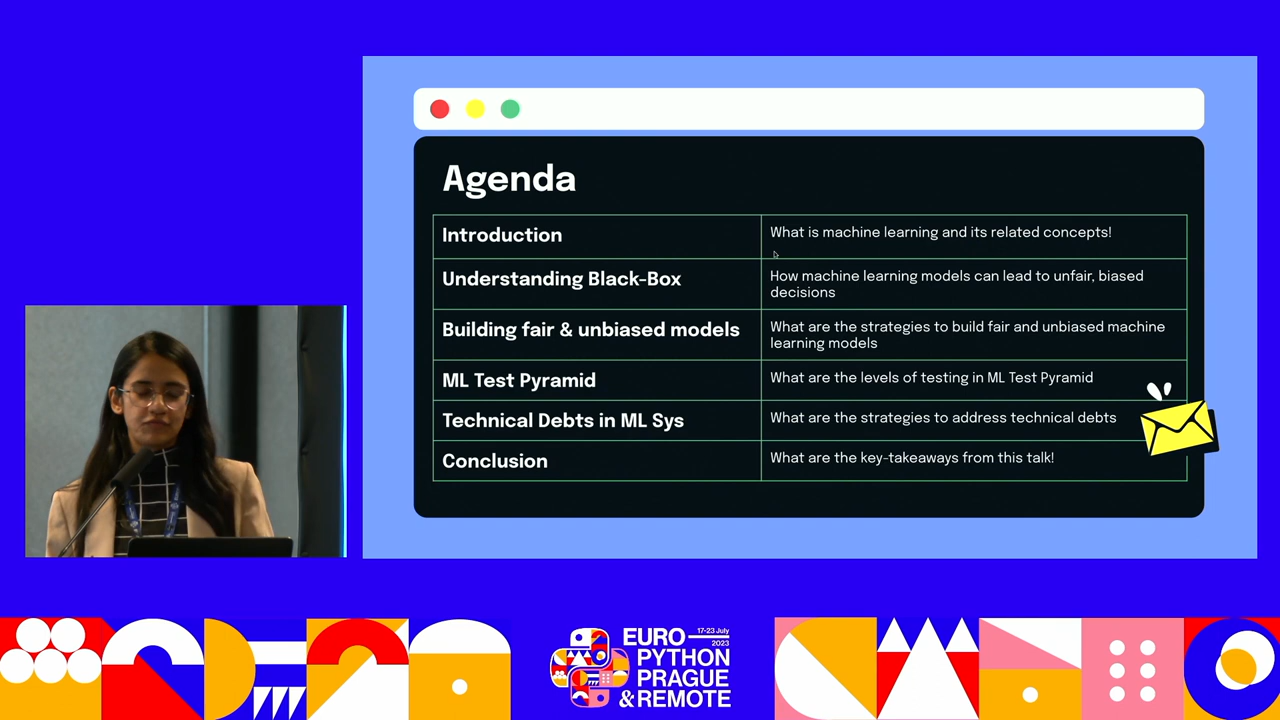 Agenda
Introduction
What is machine learning and its related concepts!
Understanding Black-Box
How machine learning models can lead to unfair, biased
decisions
Building fair & unbiased models
What are the strategies to build fair and unbiased machine
learning models
ML Test Pyramid
What are the levels of testing in ML Test Pyramid
Technical Debts in ML Sys
What are the strategies to address technical debts
Conclusion
What are the key-takeaways from this talk!
EURO 17-23 July
2023
PYTHON
PRAGUE
& REMOTE